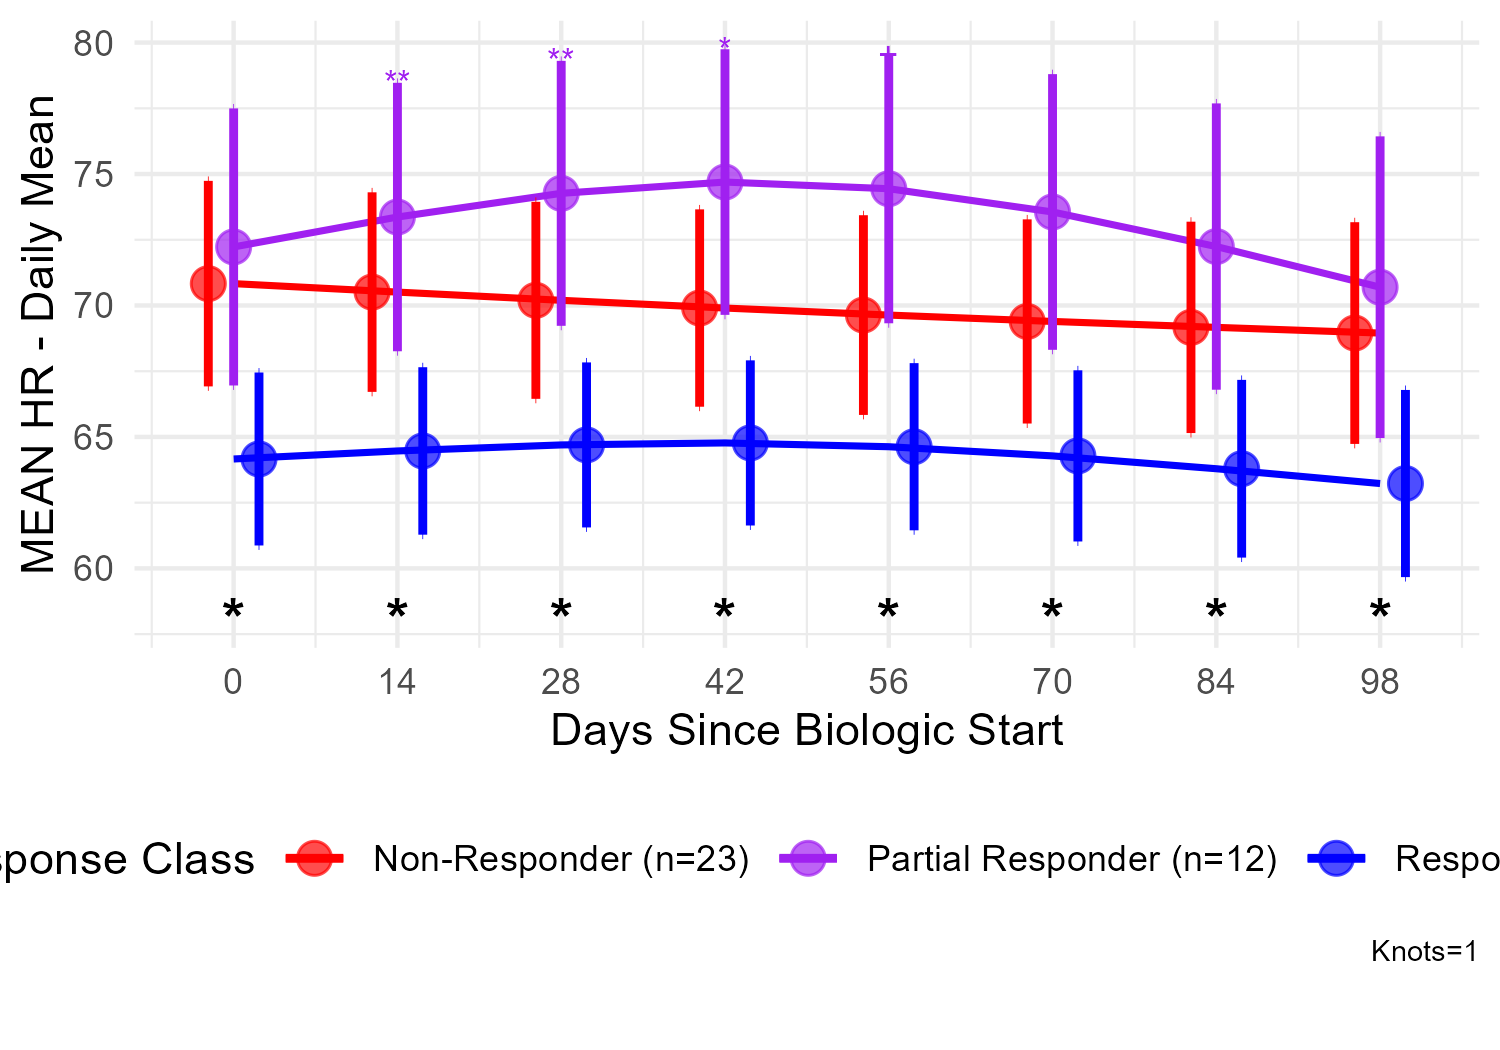 80
75
70
65
60
MEAN HR - Daily Mean
**
**
*
+
* * * * * * * *
0 14 28 42 56 70 84 98
Days Since Biologic Start
sponse Class Non-Responder (n=23) Partial Responder (n=12) Respo
Knots=1